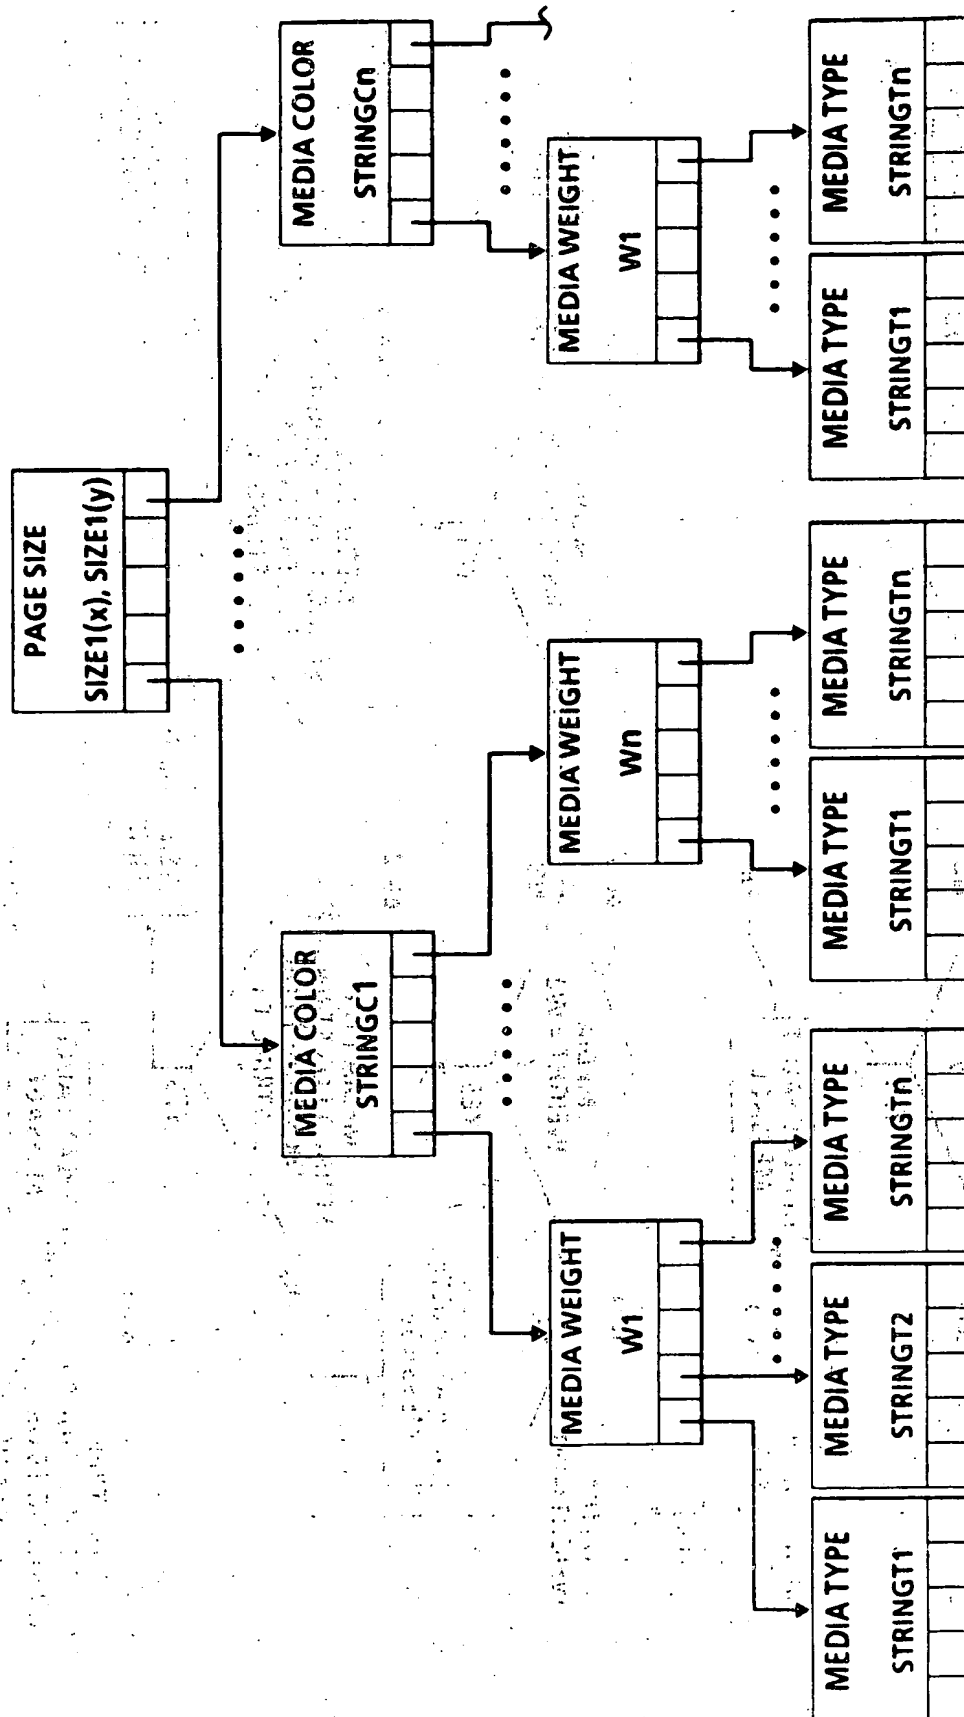 PAGE SIZE
SIZE1(x), SIZE1(y)
MEDIA COLOR
STRINGC1
MEDIA COLOR
STRINGCn
MEDIA WEIGHT
W1
MEDIA WEIGHT
Wn
MEDIA WEIGHT
W1
MEDIA TYPE
STRINGT1
MEDIA TYPE
STRINGT2
MEDIA TYPE
STRINGTn
MEDIA TYPE
STRINGT1
MEDIA TYPE
STRINGTn
MEDIA TYPE
STRINGT1
MEDIA TYPE
STRINGTn